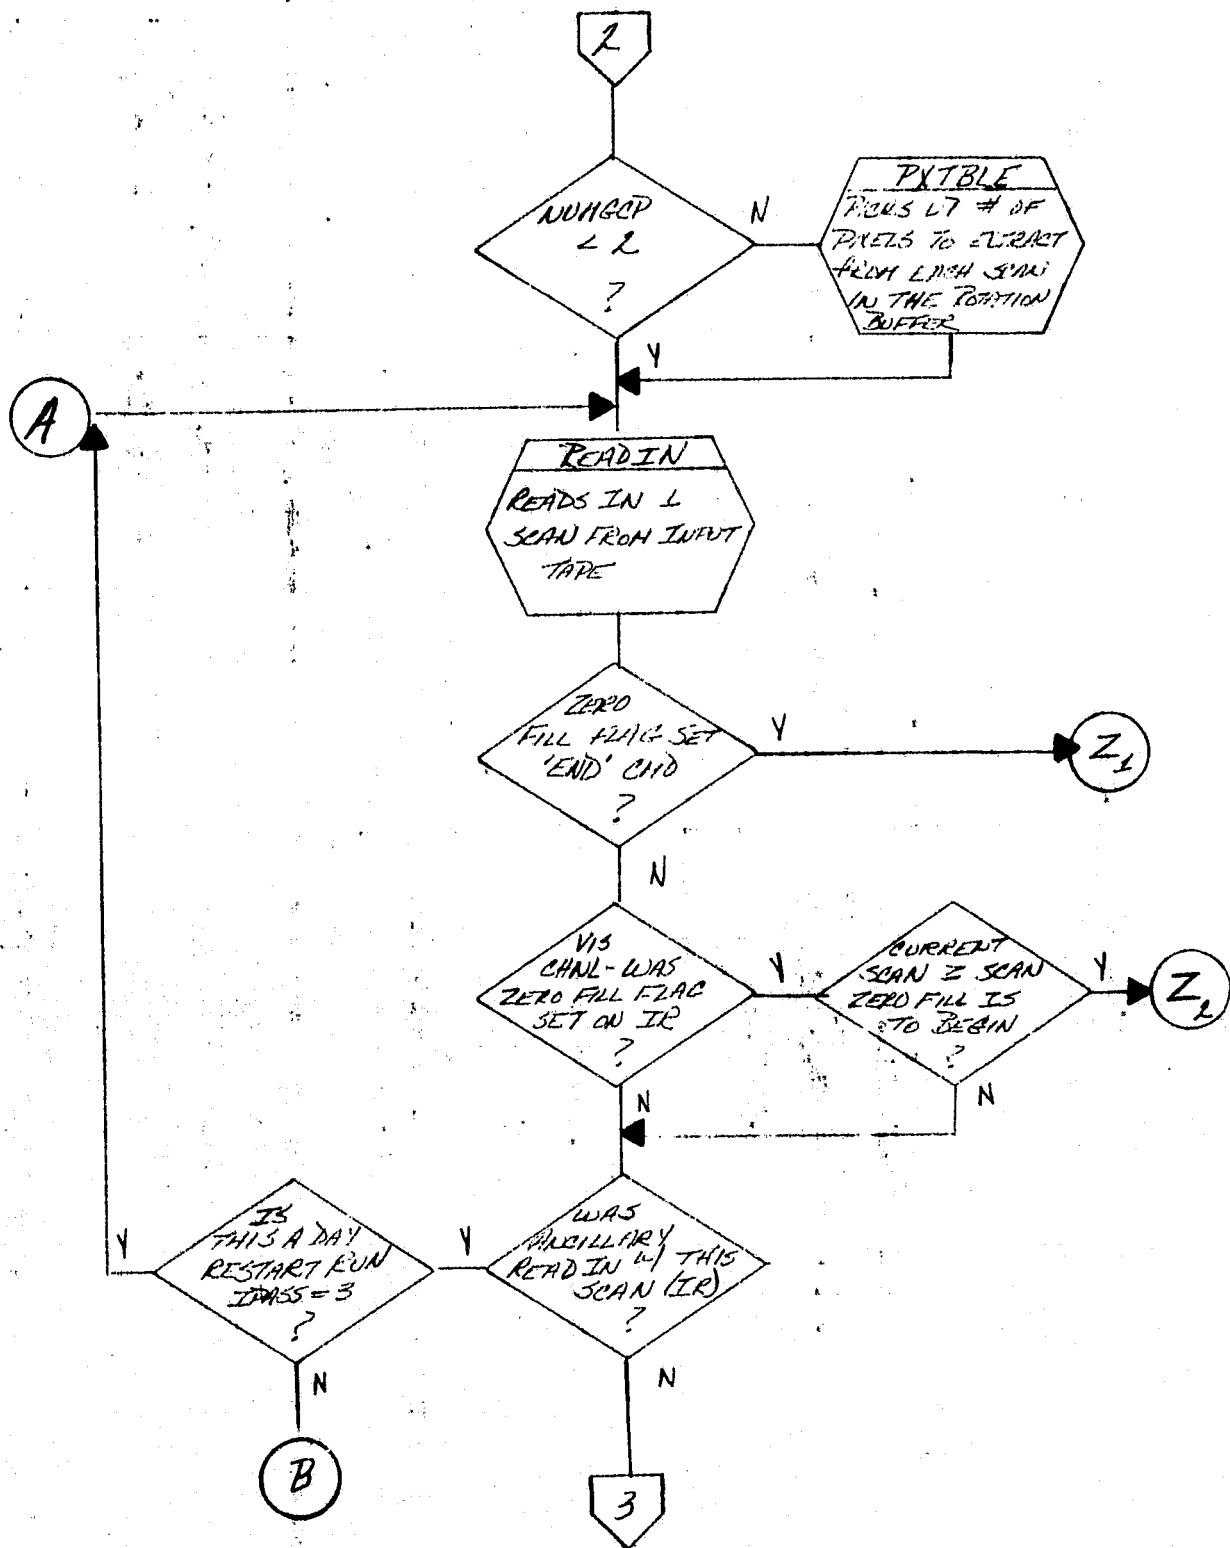 2
NUMGCP
< 2
?
N
Y
PXTBLE
PICKS # OF
PIXELS TO EXTRACT
FROM EACH SCAN
IN THE ROTATION
BUFFER
A
READIN
READS IN 1
SCAN FROM INPUT
TAPE
ZERO
FILL FLAG SET
'END' CMD
?
Y
Z1
N
VIS
CHNL-WAS
ZERO FILL FLAG
SET ON IR
?
Y
CURRENT
SCAN SCAN
ZERO FILL IS
TO BEGIN
?
Y
Z2
N
N
WAS
ANCILLARY
READ IN W/ THIS
SCAN (IR)
?
Y
IS
THIS A DAY
RESTART RUN
IPASS = 3
?
Y
N
B
N
3